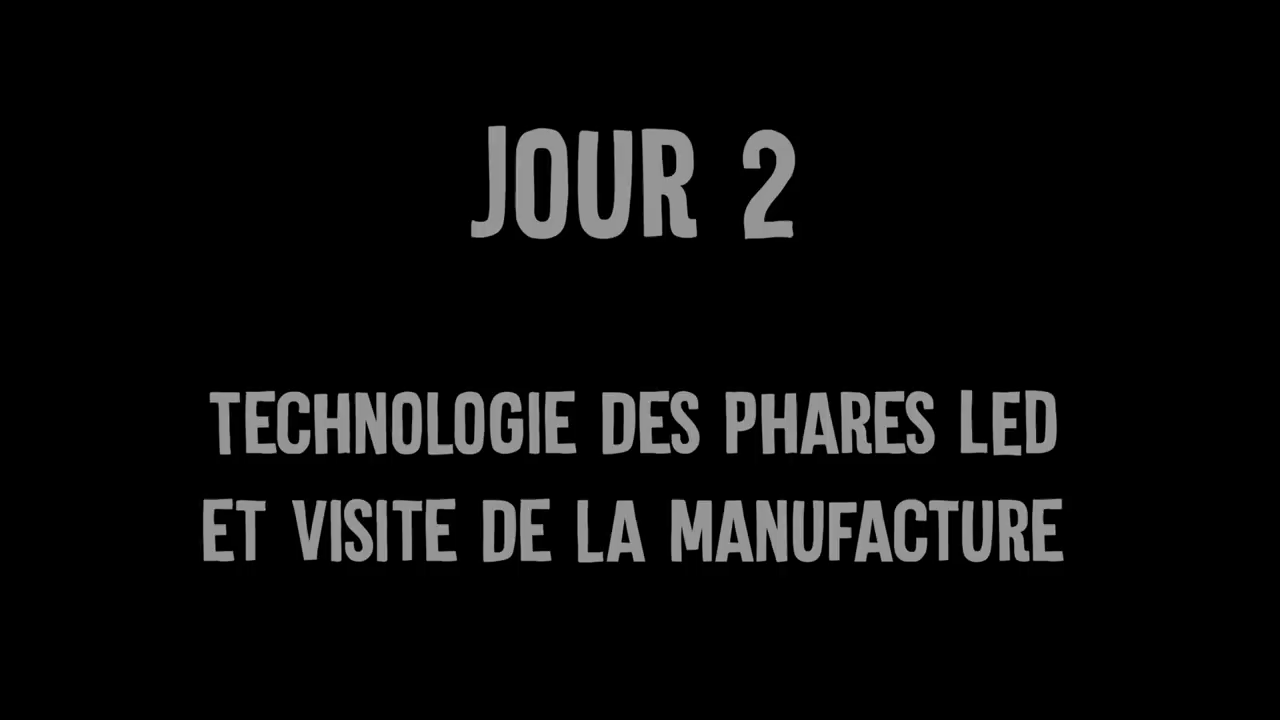 JOUR 2
TECHNOLOGIE DES PHARES LED
ET VISITE DE LA MANUFACTURE